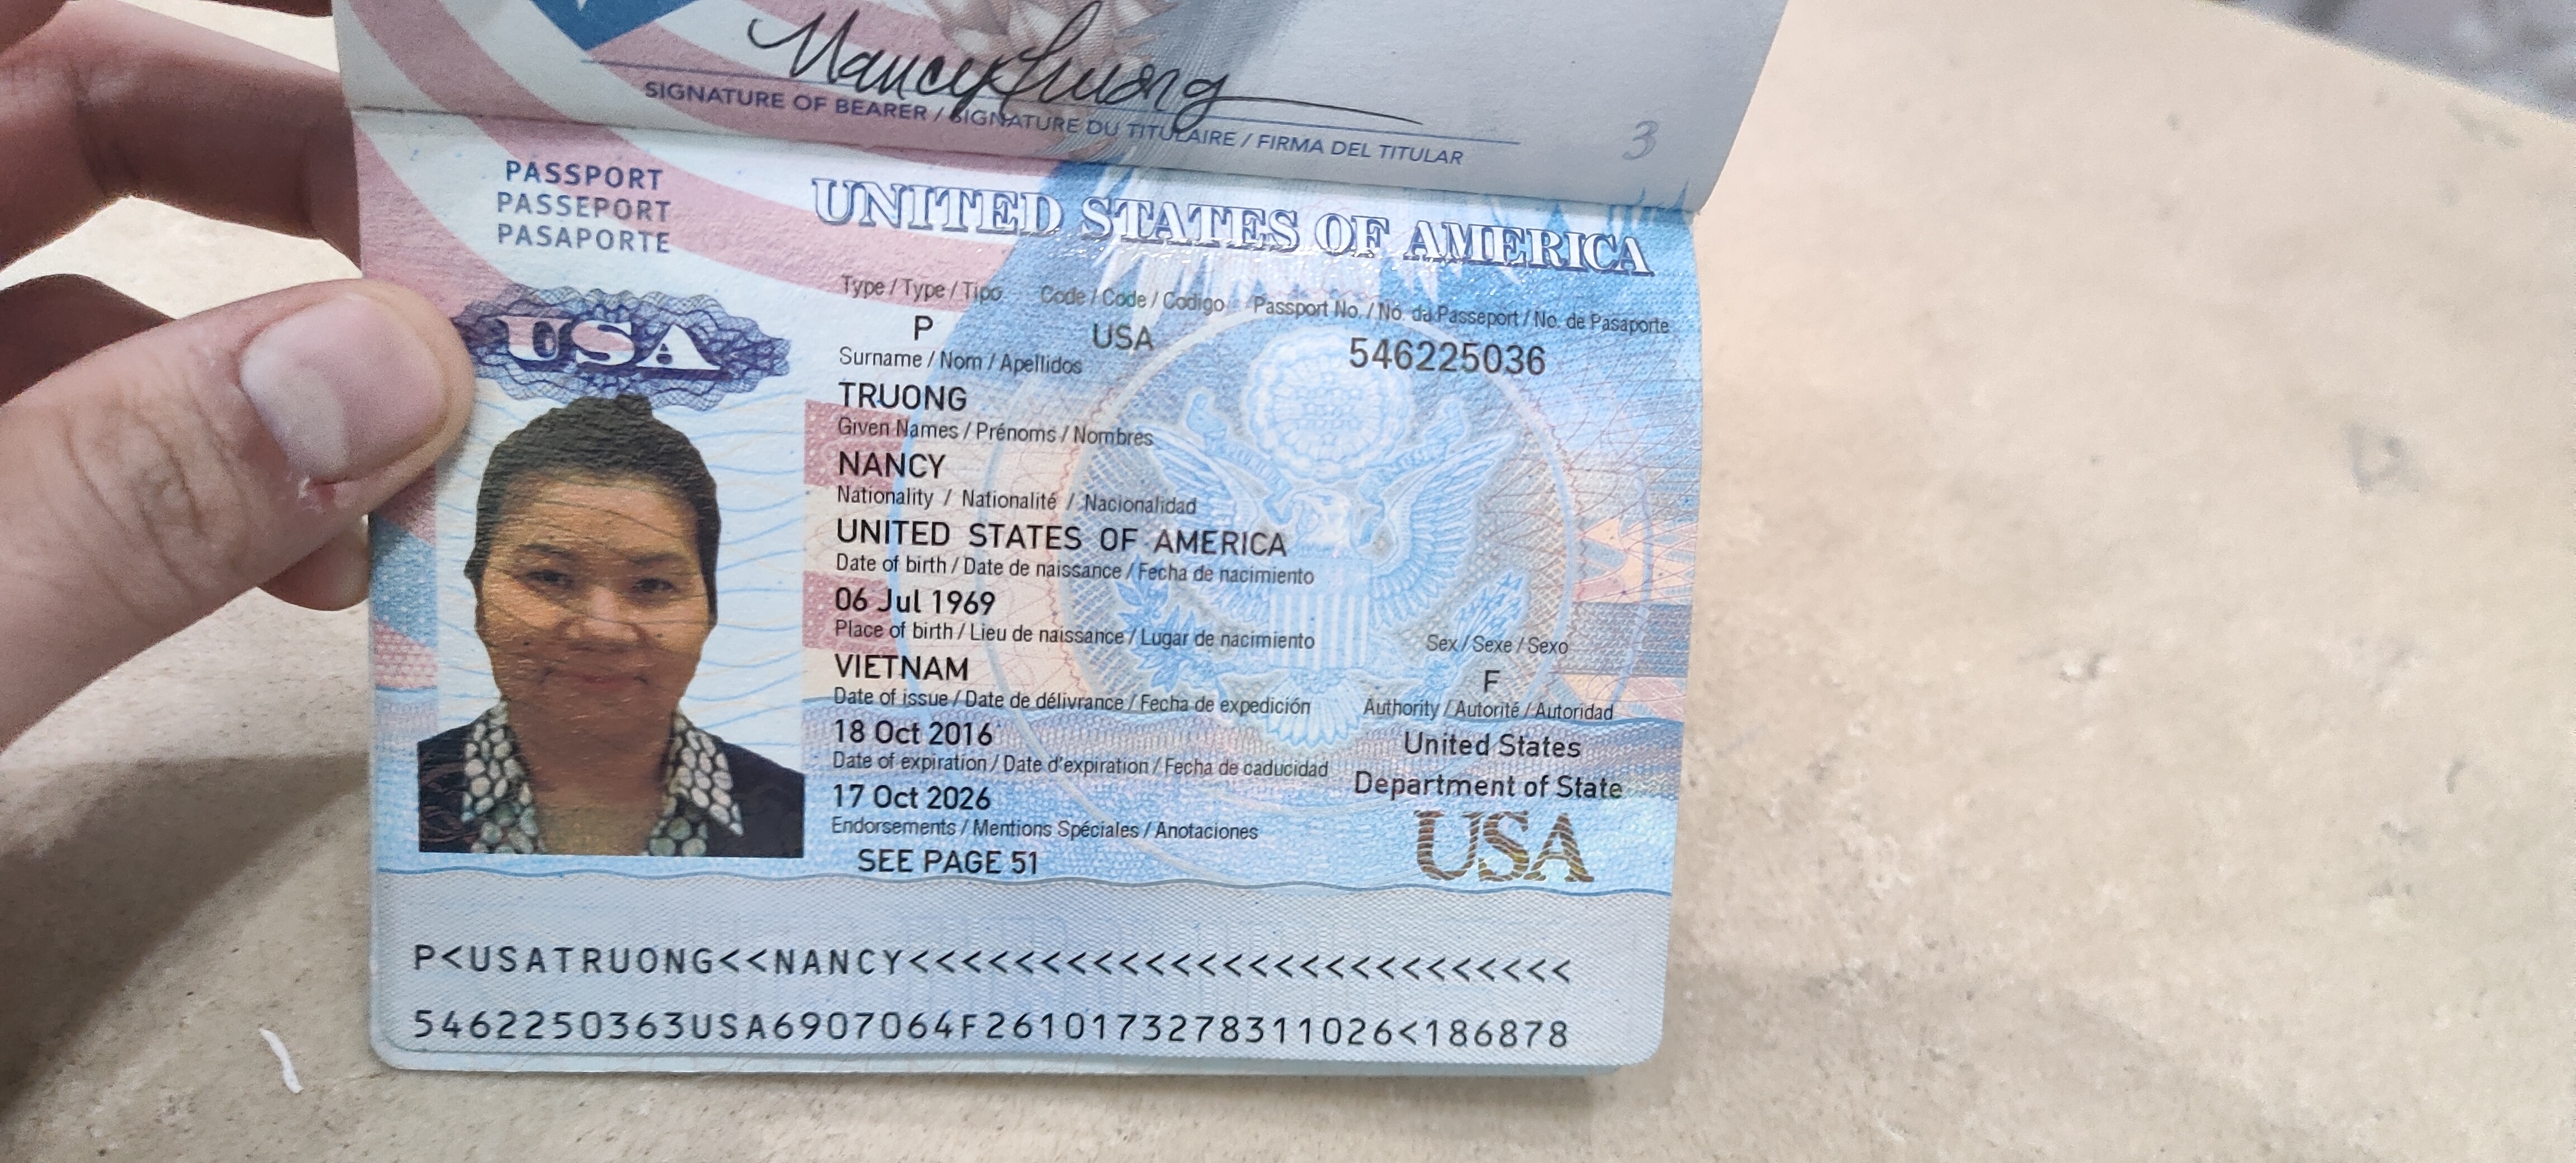 Nancy Truong
SIGNATURE OF BEARER / SIGNATURE DU TITULAIRE / FIRMA DEL TITULAR
3
PASSPORT
PASSEPORT
PASAPORTE
UNITED STATES OF AMERICA
USA
Type / Type / Tipo Code / Code / Codigo Passport No. / No. du Passeport / No. de Pasaporte
P USA 546225036
Surname / Nom / Apellidos
TRUONG
Given Names / Prénoms / Nombres
NANCY
Nationality / Nationalité / Nacionalidad
UNITED STATES OF AMERICA
Date of birth / Date de naissance / Fecha de nacimiento
06 Jul 1969
Place of birth / Lieu de naissance / Lugar de nacimiento
VIETNAM
Sex / Sexe / Sexo
F
Date of issue / Date de délivrance / Fecha de expedición
18 Oct 2016
Authority / Autorité / Autoridad
United States
Department of State
Date of expiration / Date d'expiration / Fecha de caducidad
17 Oct 2026
Endorsements / Mentions Spéciales / Anotaciones
SEE PAGE 51
USA
P<USATRUONG<<NANCY<<<<<<<<<<<<<<<<<<<<<<<<<<
5462250363USA6907064F2610173278311026<186878